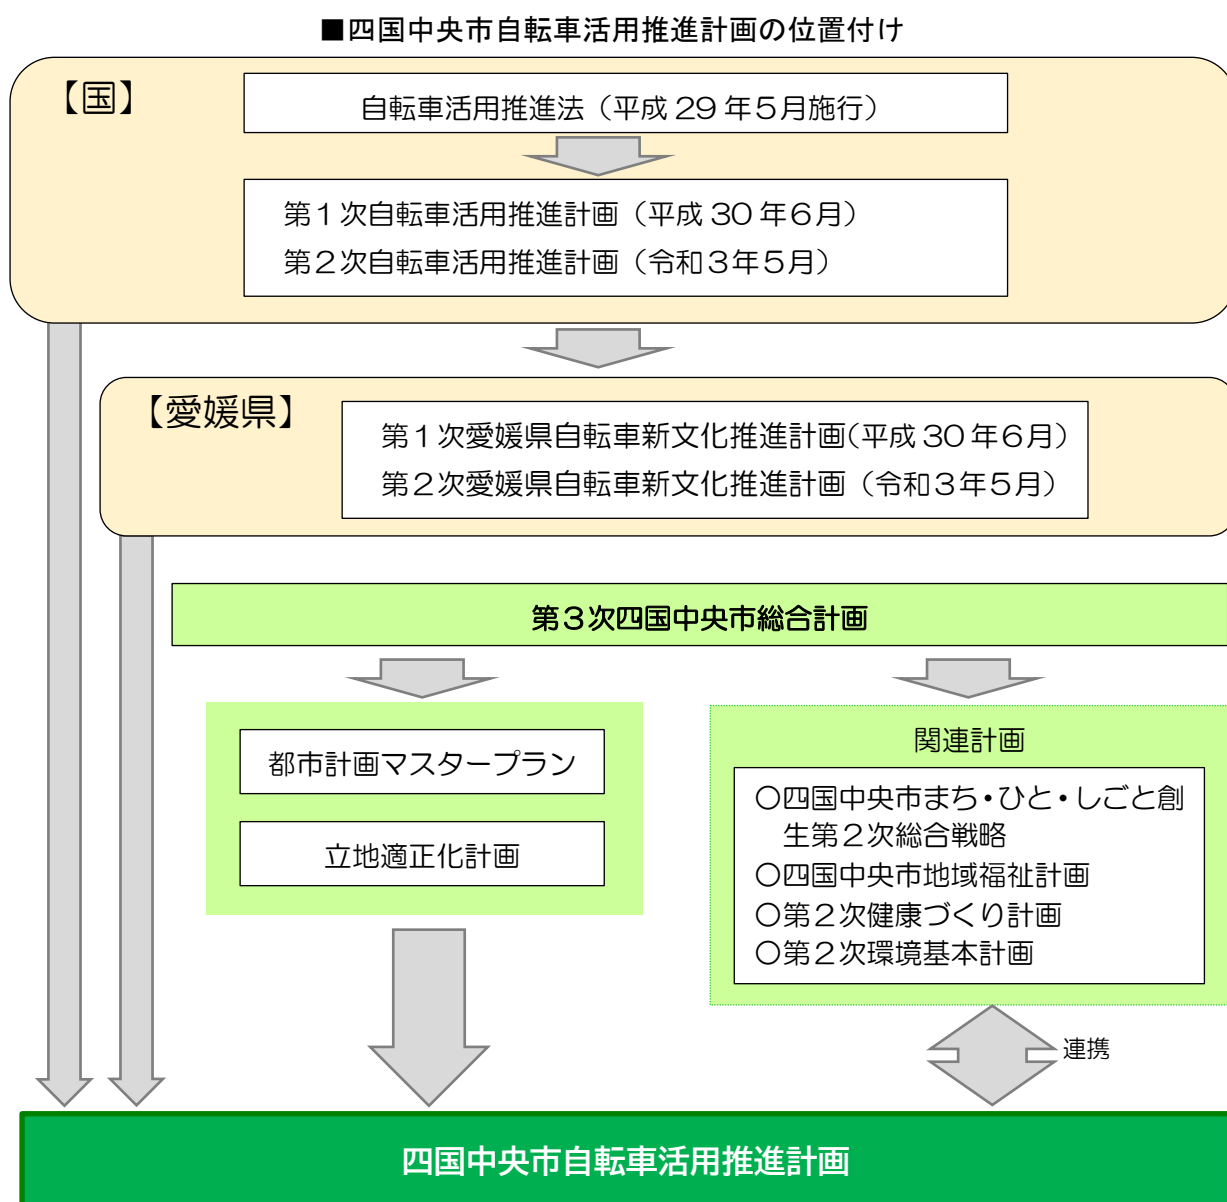 ■四国中央市自転車活用推進計画の位置付け
【国】
自転車活用推進法（平成29年５月施行）
第１次自転車活用推進計画（平成30年６月）
第２次自転車活用推進計画（令和３年５月）
【愛媛県】
第１次愛媛県自転車新文化推進計画（平成30年６月）
第２次愛媛県自転車新文化推進計画（令和３年５月）
第３次四国中央市総合計画
都市計画マスタープラン
立地適正化計画
関連計画
○四国中央市まち・ひと・しごと創
生第２次総合戦略
○四国中央市地域福祉計画
○第２次健康づくり計画
○第２次環境基本計画
連携
四国中央市自転車活用推進計画